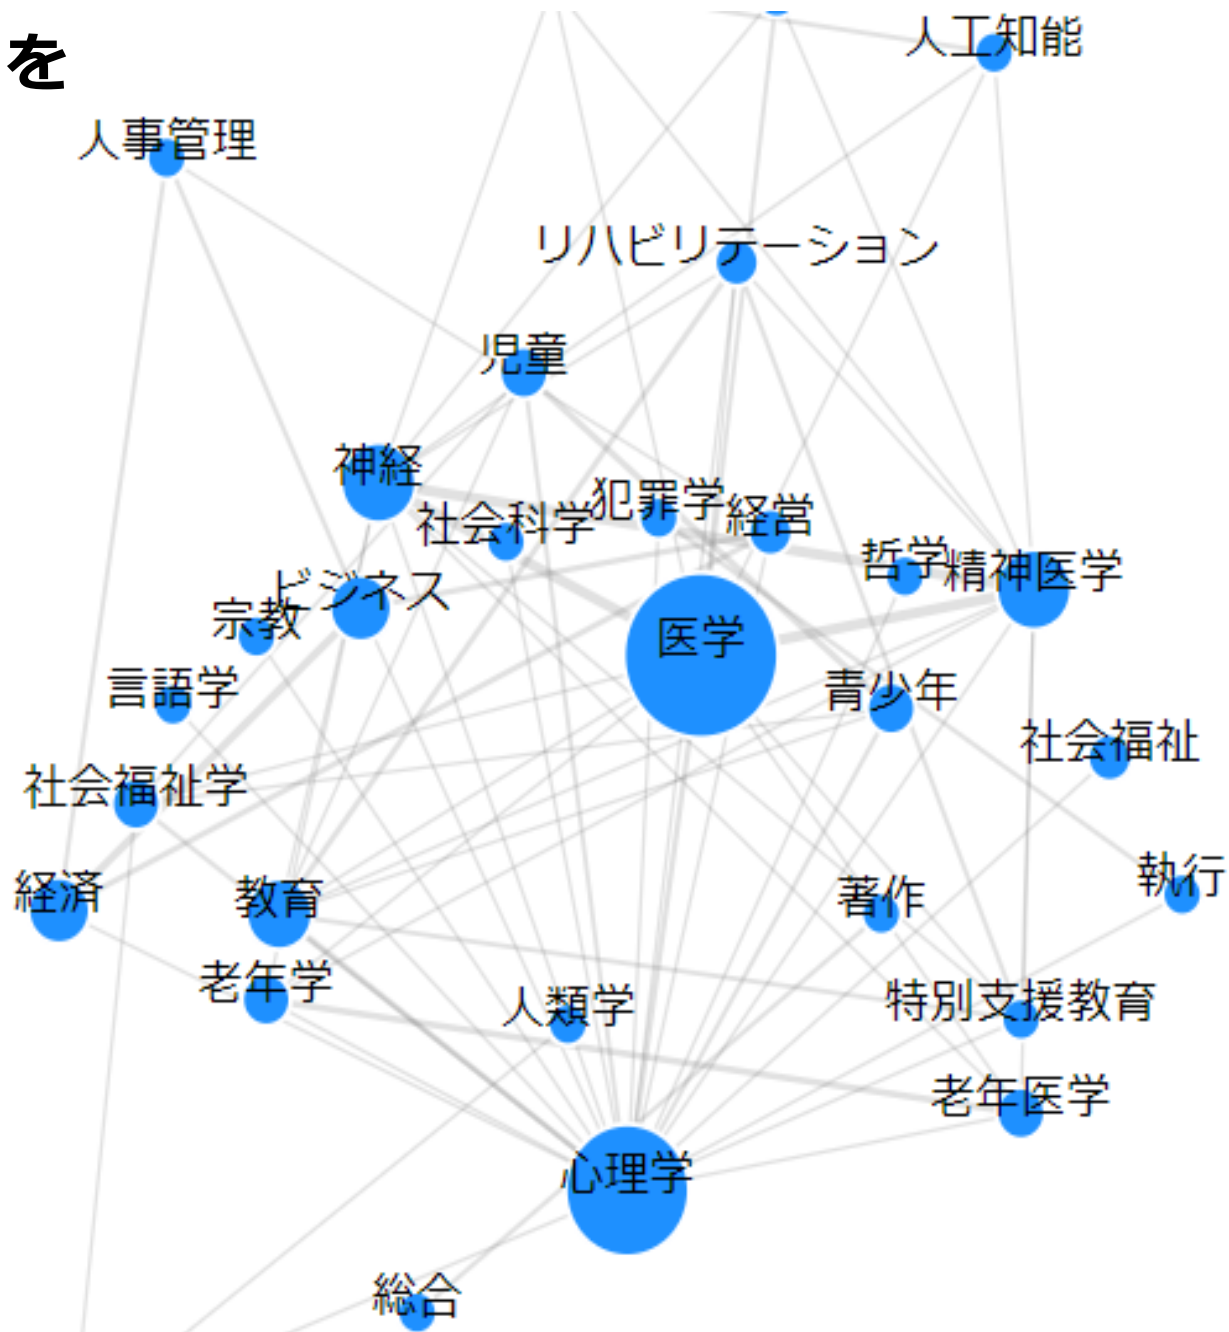 を
人工知能
人事管理
リハビリテーション
児童
神経
犯罪学
経営
社会科学
哲学
精神医学
ビジネス
宗教
医学
言語学
青少年
社会福祉
社会福祉学
執行
経済
教育
著作
老年学
人類学
特別支援教育
老年医学
心理学
総合